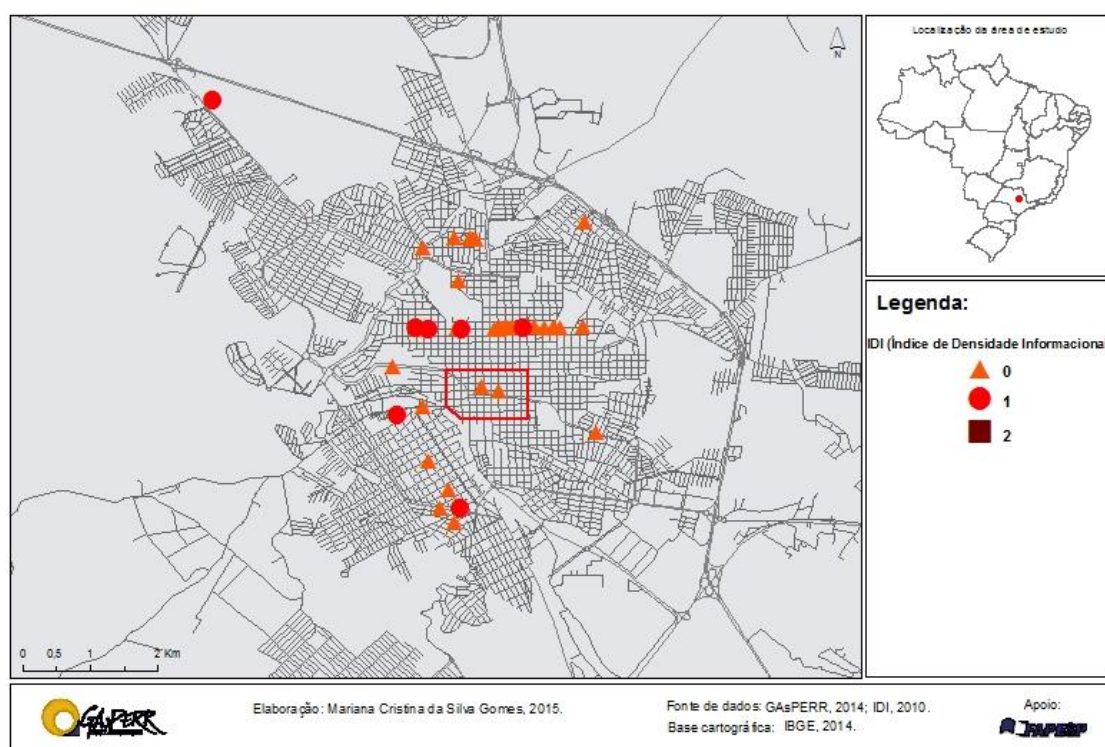 Localização da área de estudo
N
Legenda:
IDI (Índice de Densidade Informaciona
0
1
2
0 0,5 1 2 Km
GAsPERR
Elaboração: Mariana Cristina da Silva Gomes, 2015.
Fonte de dados: GAsPERR, 2014; IDI, 2010.
Base cartográfica: IBGE, 2014.
Apoio:
FAPESP